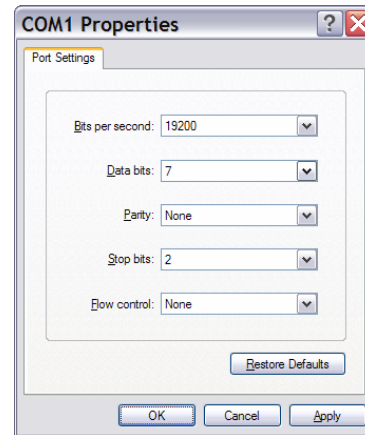 COM1 Properties
Port Settings
Bits per second: 19200
Data bits: 7
Parity: None
Stop bits: 2
Flow control: None
Restore Defaults
OK Cancel Apply